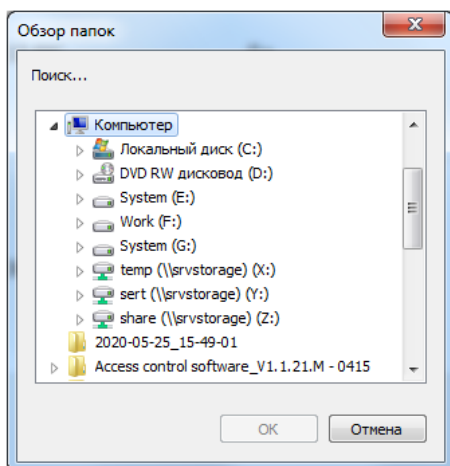 Обзор папок
Поиск...
Компьютер
Локальный диск (C:)
DVD RW дисковод (D:)
System (E:)
Work (F:)
System (G:)
temp (\\srvstorage) (X:)
sert (\\srvstorage) (Y:)
share (\\srvstorage) (Z:)
2020-05-25_15-49-01
Access control software_V1.1.21.M - 0415
OK
Отмена